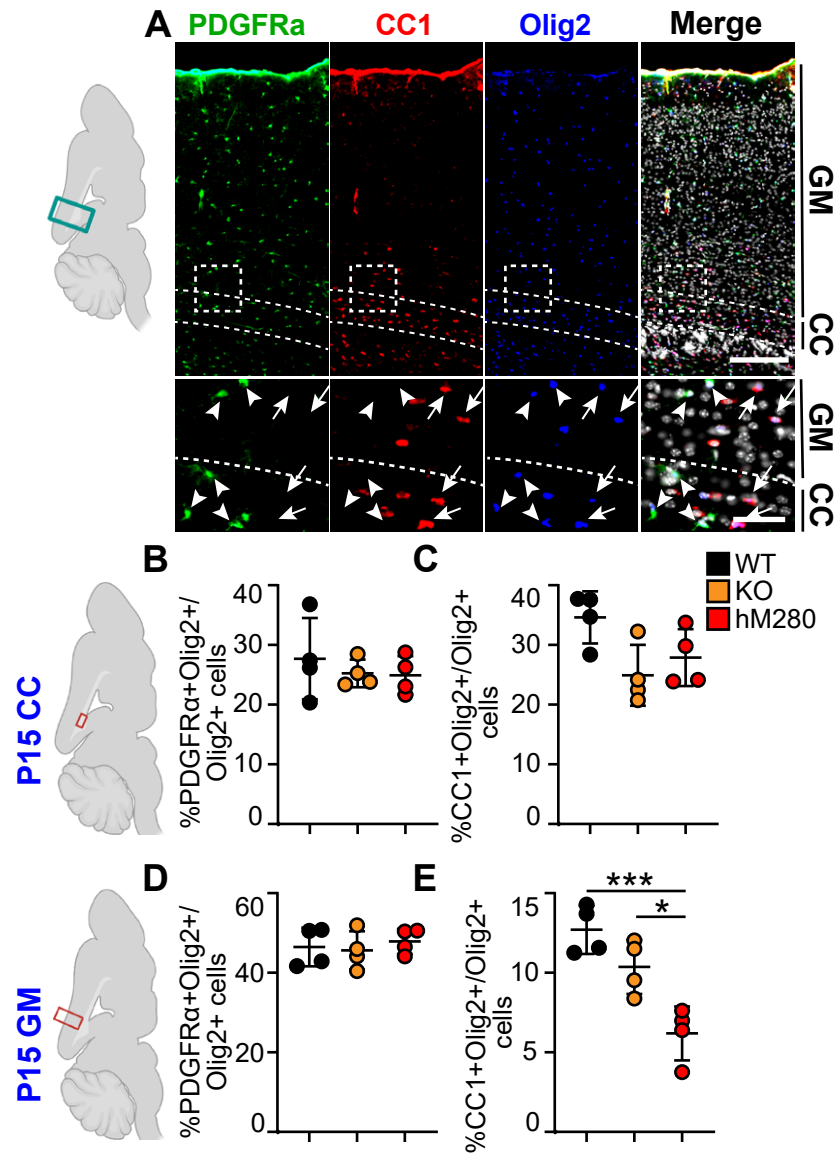 A
PDGFRa
CC1
Olig2
Merge
GM
CC
GM
CC
B
C
WT
KO
hM280
P15 CC
%PDGFRα+Olig2+/
Olig2+ cells
40
30
20
10
0
%CC1+Olig2+/Olig2+
cells
40
30
20
10
0
D
E
P15 GM
%PDGFRα+Olig2+/
Olig2+ cells
60
40
20
0
%CC1+Olig2+/Olig2+
cells
15
10
5
0
***
*